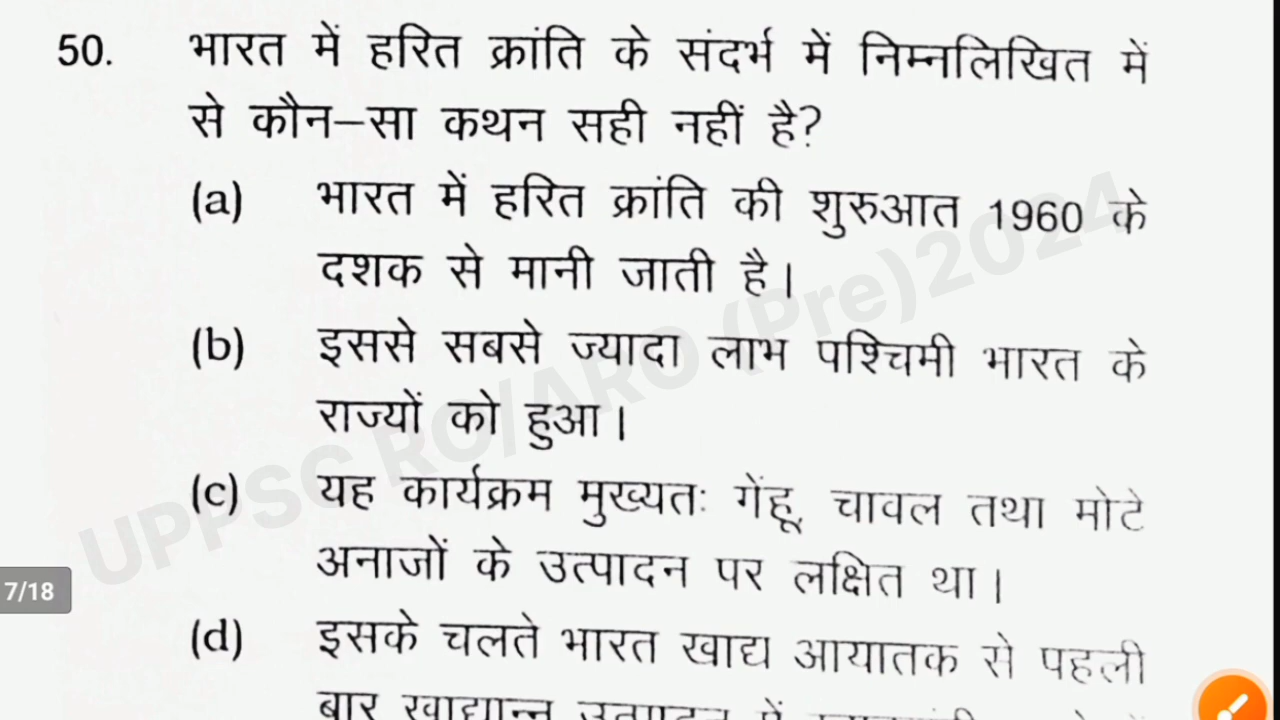 50. भारत में हरित क्रांति के संदर्भ में निम्नलिखित में
से कौन–सा कथन सही नहीं है?
(a) भारत में हरित क्रांति की शुरुआत 1960 के
दशक से मानी जाती है।
(b) इससे सबसे ज्यादा लाभ पश्चिमी भारत के
राज्यों को हुआ।
(c) यह कार्यक्रम मुख्यतः गेंहू, चावल तथा मोटे
अनाजों के उत्पादन पर लक्षित था।
(d) इसके चलते भारत खाद्य आयातक से पहली
बार खाद्यान्न उत्पादन में
UPPSC RO/ARO (Pre) 2024
7/18